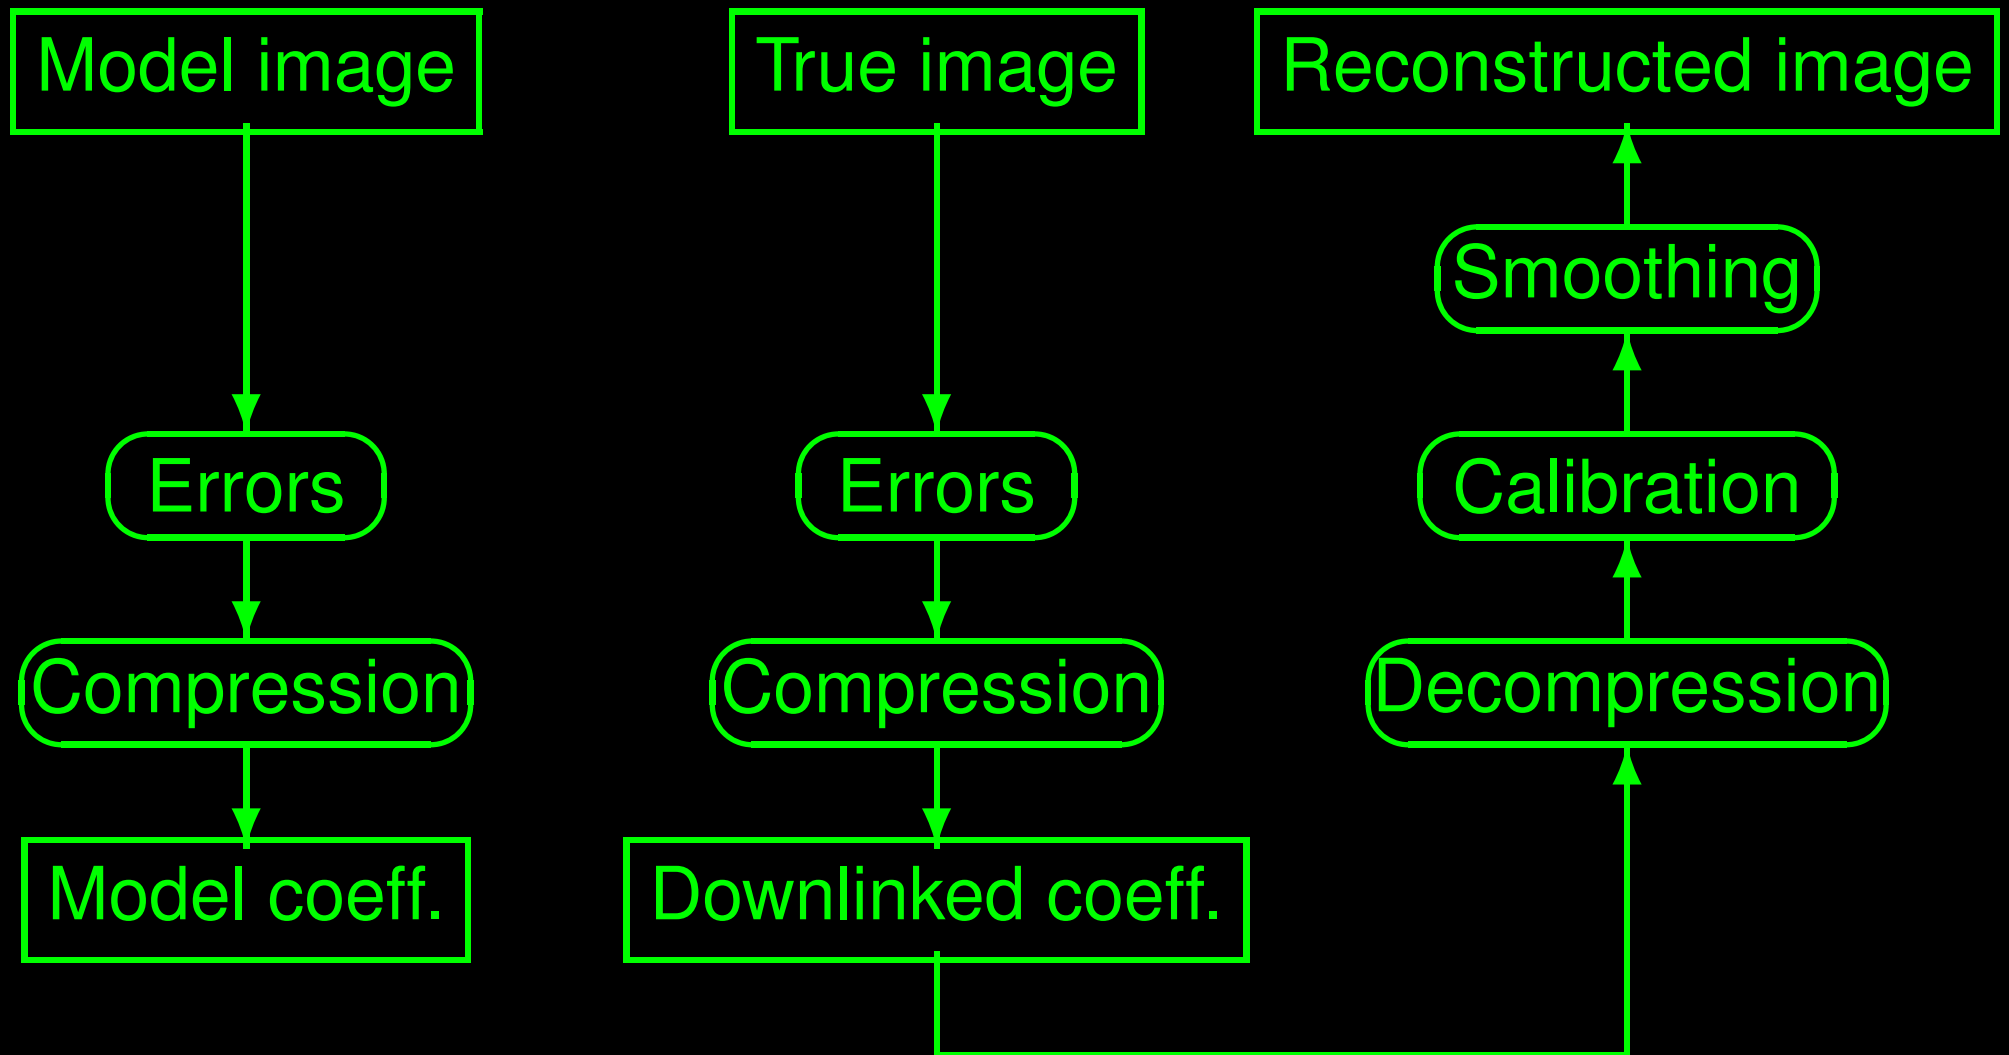 Model image
True image
Reconstructed image
Smoothing
Errors
Errors
Calibration
Compression
Compression
Decompression
Model coeff.
Downlinked coeff.